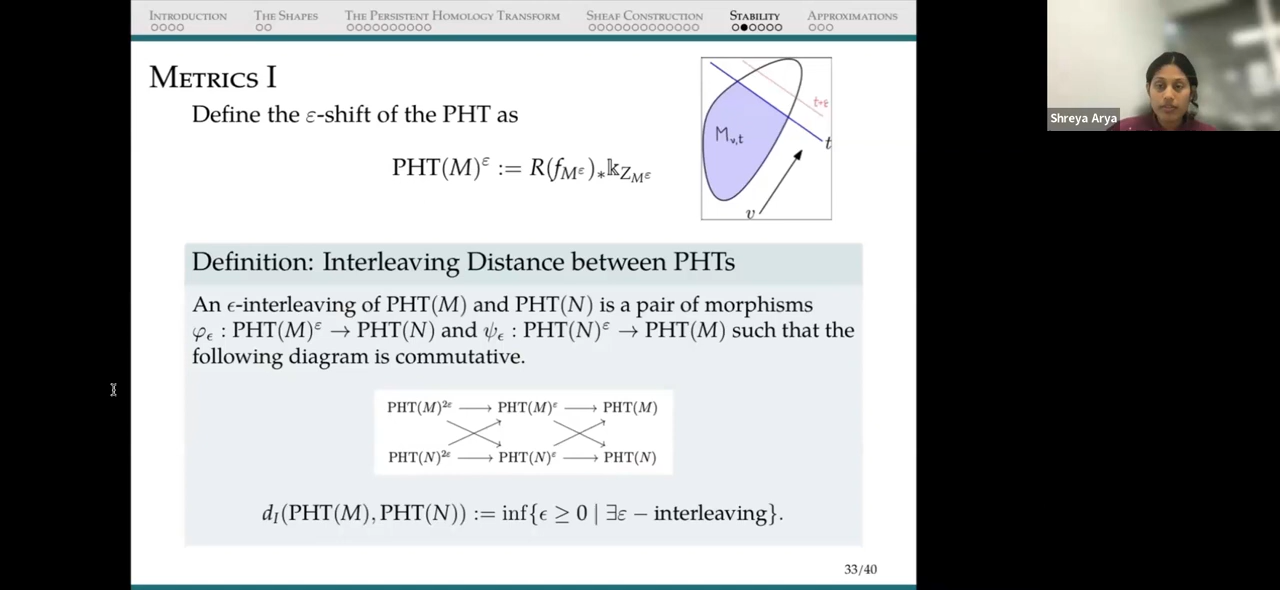 INTRODUCTION THE SHAPES THE PERSISTENT HOMOLOGY TRANSFORM SHEAF CONSTRUCTION STABILITY APPROXIMATIONS
METRICS I
Define the ε-shift of the PHT as
PHT(M)^ε := R(f_{M^ε})_*𝕜_{Z_{M^ε}}
t+ε
M_{v,t}
t
v
Shreya Arya
Definition: Interleaving Distance between PHTs
An ϵ-interleaving of PHT(M) and PHT(N) is a pair of morphisms
φ_ϵ : PHT(M)^ε → PHT(N) and ψ_ϵ : PHT(N)^ε → PHT(M) such that the
following diagram is commutative.
PHT(M)^{2ε} → PHT(M)^ε → PHT(M)
PHT(N)^{2ε} → PHT(N)^ε → PHT(N)
d_I(PHT(M), PHT(N)) := inf{ϵ ≥ 0 | ∃ε − interleaving}.
33/40